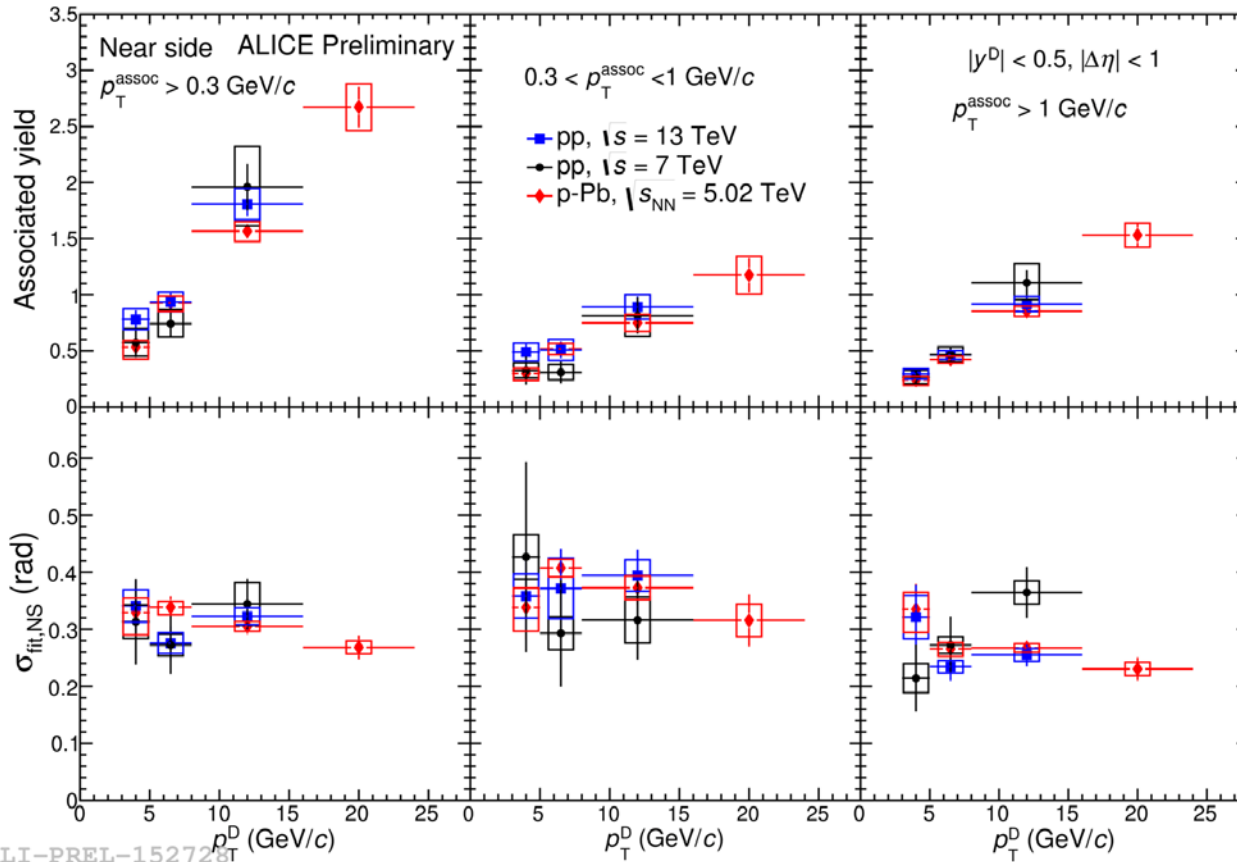 Near side ALICE Preliminary
p_T^assoc > 0.3 GeV/c
0.3 < p_T^assoc <1 GeV/c
pp, √s = 13 TeV
pp, √s = 7 TeV
p-Pb, √s_NN = 5.02 TeV
|y^D| < 0.5, |Δη| < 1
p_T^assoc > 1 GeV/c
Associated yield
3.5
3
2.5
2
1.5
1
0.5
0
σ_fit,NS (rad)
0.6
0.5
0.4
0.3
0.2
0.1
0
0 5 10 15 20 25
0 5 10 15 20 25
0 5 10 15 20 25
p_T^D (GeV/c)
p_T^D (GeV/c)
p_T^D (GeV/c)
LI-PREL-152728